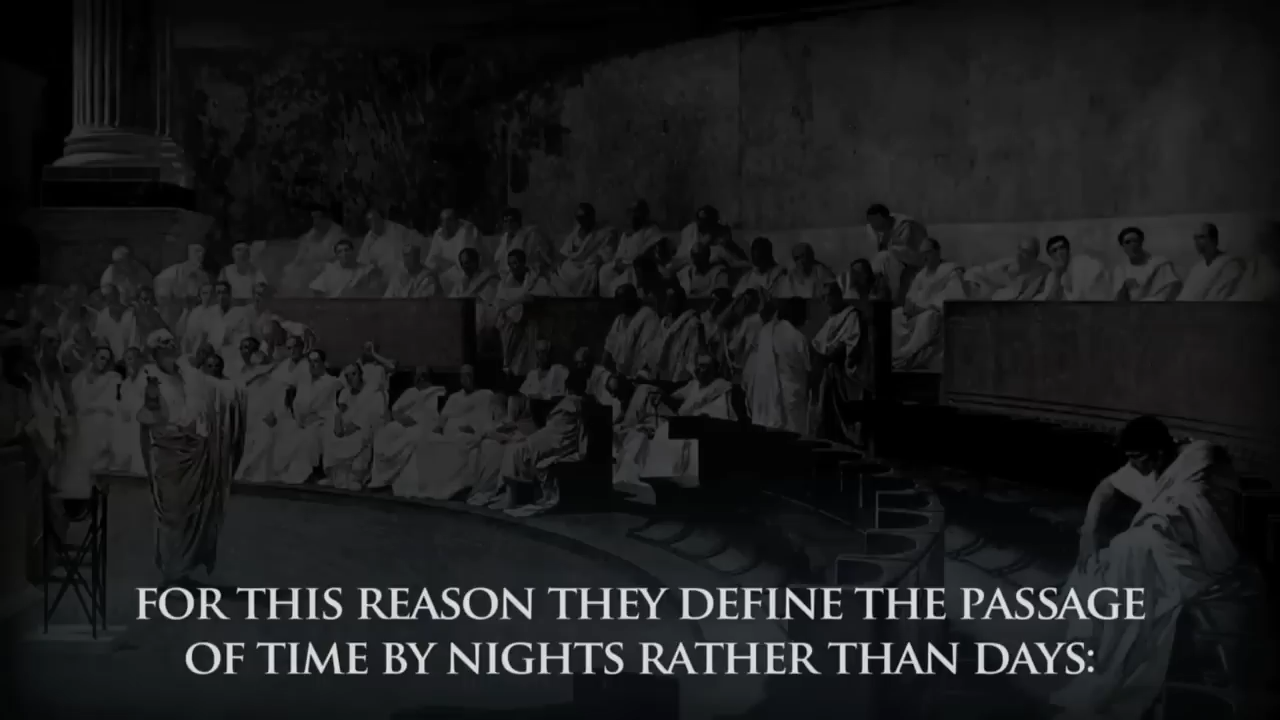 FOR THIS REASON THEY DEFINE THE PASSAGE
OF TIME BY NIGHTS RATHER THAN DAYS: